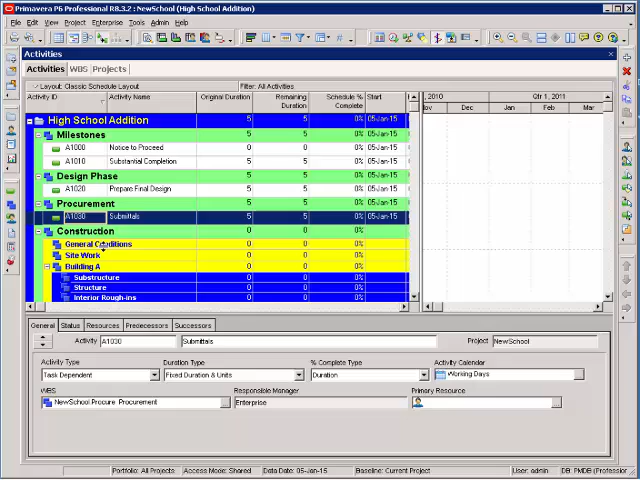 Primavera P6 Professional R8.3.2 : NewSchool (High School Addition)
File Edit View Project Enterprise Tools Admin Help
Activities
Activities WBS Projects
Layout: Classic Schedule Layout Filter: All Activities
Activity ID Activity Name Original Duration Remaining Duration Schedule % Complete Start , 2010 Qtr 1, 2011
Nov Dec Jan Feb Mar
High School Addition 5 5 0% 05-Jan-15
Milestones 5 5 0% 05-Jan-15
A1000 Notice to Proceed 5 5 0% 05-Jan-15
A1010 Substantial Completion 5 5 0% 05-Jan-15
Design Phase 5 5 0% 05-Jan-15
A1020 Prepare Final Design 5 5 0% 05-Jan-15
Procurement 5 5 0% 05-Jan-15
A1030 Submittals 5 5 0% 05-Jan-15
Construction 0 0 0%
General Conditions 0 0 0%
Site Work 0 0 0%
Building A 0 0 0%
Substructure 0 0 0%
Structure 0 0 0%
Interior Rough-ins 0 0 0%
General Status Resources Predecessors Successors
Activity A1030 Submittals Project NewSchool
Activity Type Duration Type % Complete Type Activity Calendar
Task Dependent Fixed Duration & Units Duration Working Days
WBS Responsible Manager Primary Resource
NewSchool.Procure Procurement Enterprise
Portfolio: All Projects Access Mode: Shared Data Date: 05-Jan-15 Baseline: Current Project User: admin DB: PMDB (Professior